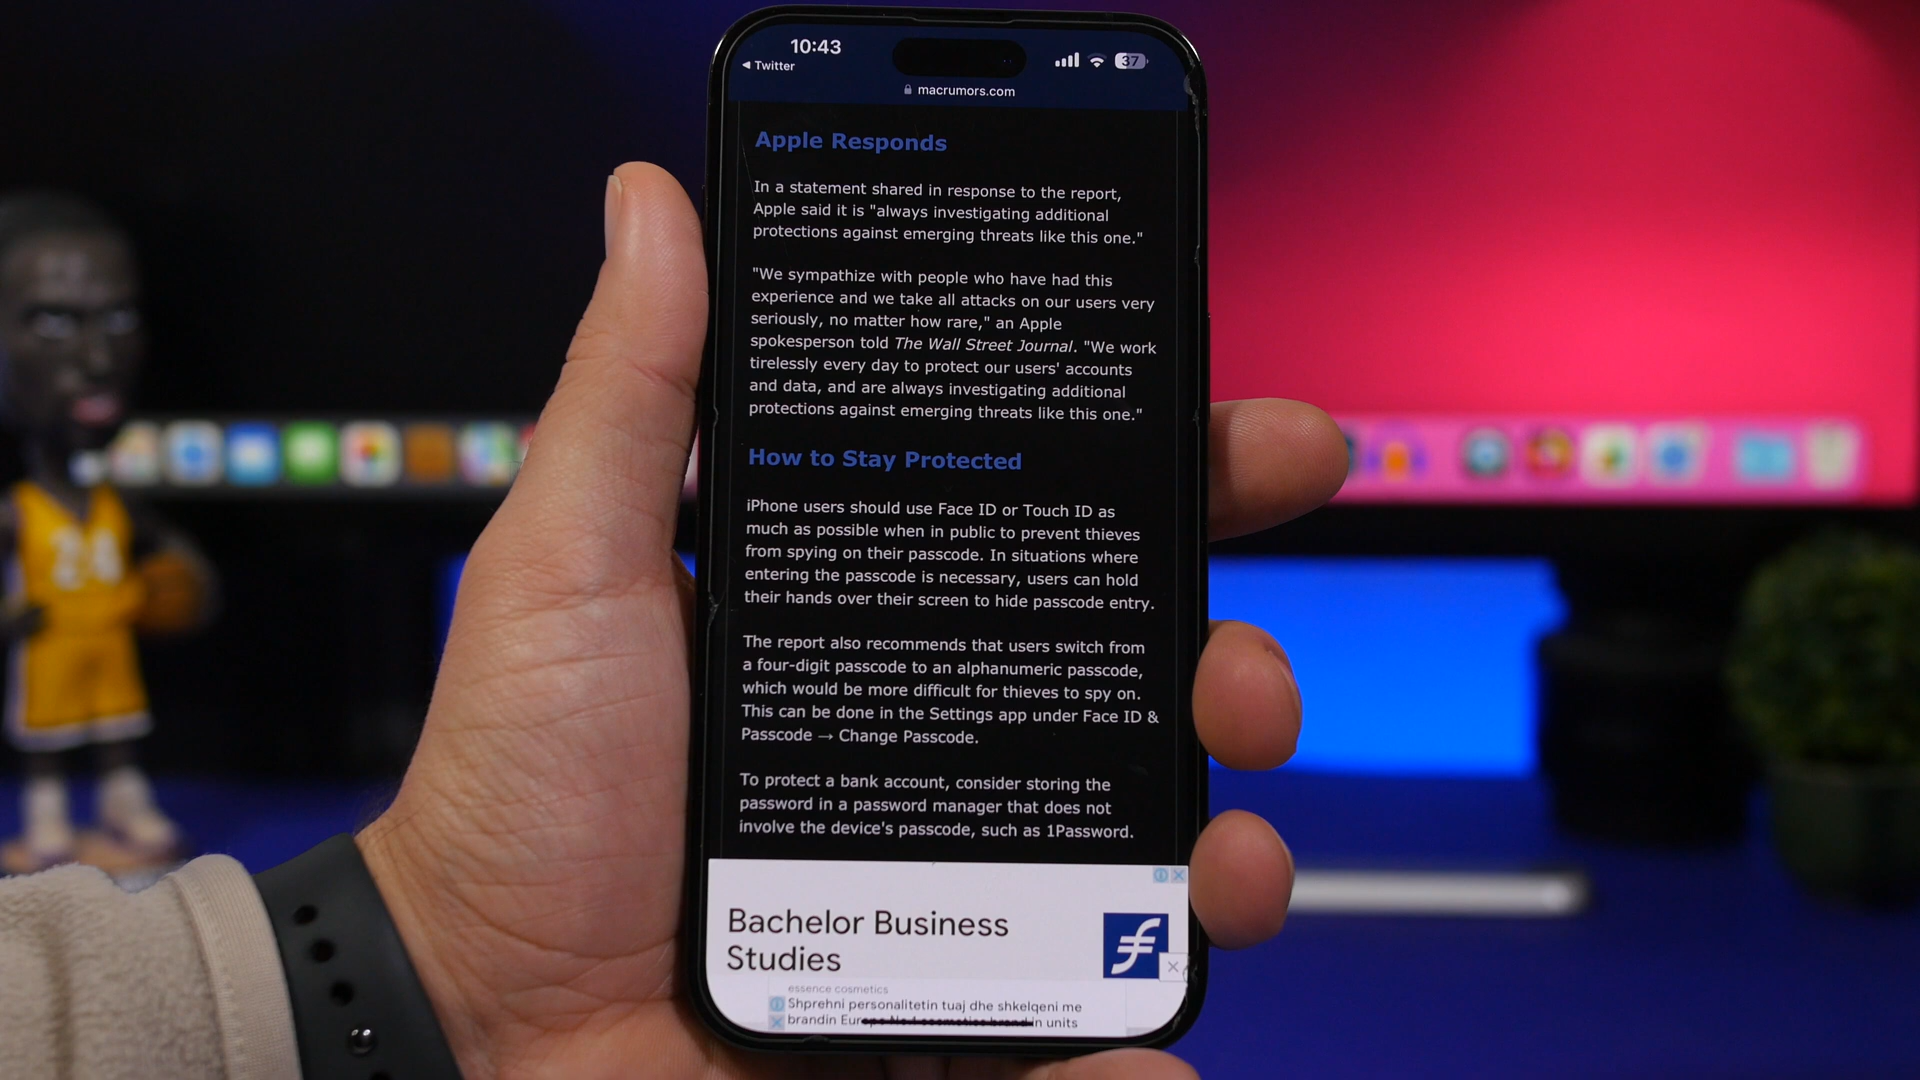 10:43
37
◀ Twitter
macrumors.com
Apple Responds
In a statement shared in response to the report,
Apple said it is "always investigating additional
protections against emerging threats like this one."
"We sympathize with people who have had this
experience and we take all attacks on our users very
seriously, no matter how rare," an Apple
spokesperson told The Wall Street Journal. "We work
tirelessly every day to protect our users' accounts
and data, and are always investigating additional
protections against emerging threats like this one."
How to Stay Protected
iPhone users should use Face ID or Touch ID as
much as possible when in public to prevent thieves
from spying on their passcode. In situations where
entering the passcode is necessary, users can hold
their hands over their screen to hide passcode entry.
The report also recommends that users switch from
a four-digit passcode to an alphanumeric passcode,
which would be more difficult for thieves to spy on.
This can be done in the Settings app under Face ID &
Passcode → Change Passcode.
To protect a bank account, consider storing the
password in a password manager that does not
involve the device's passcode, such as 1Password.
Bachelor Business
Studies
essence cosmetics
Shprehni personalitetin tuaj dhe shkelqeni me
brandin Europe No.1 cosmetics brand in units
24